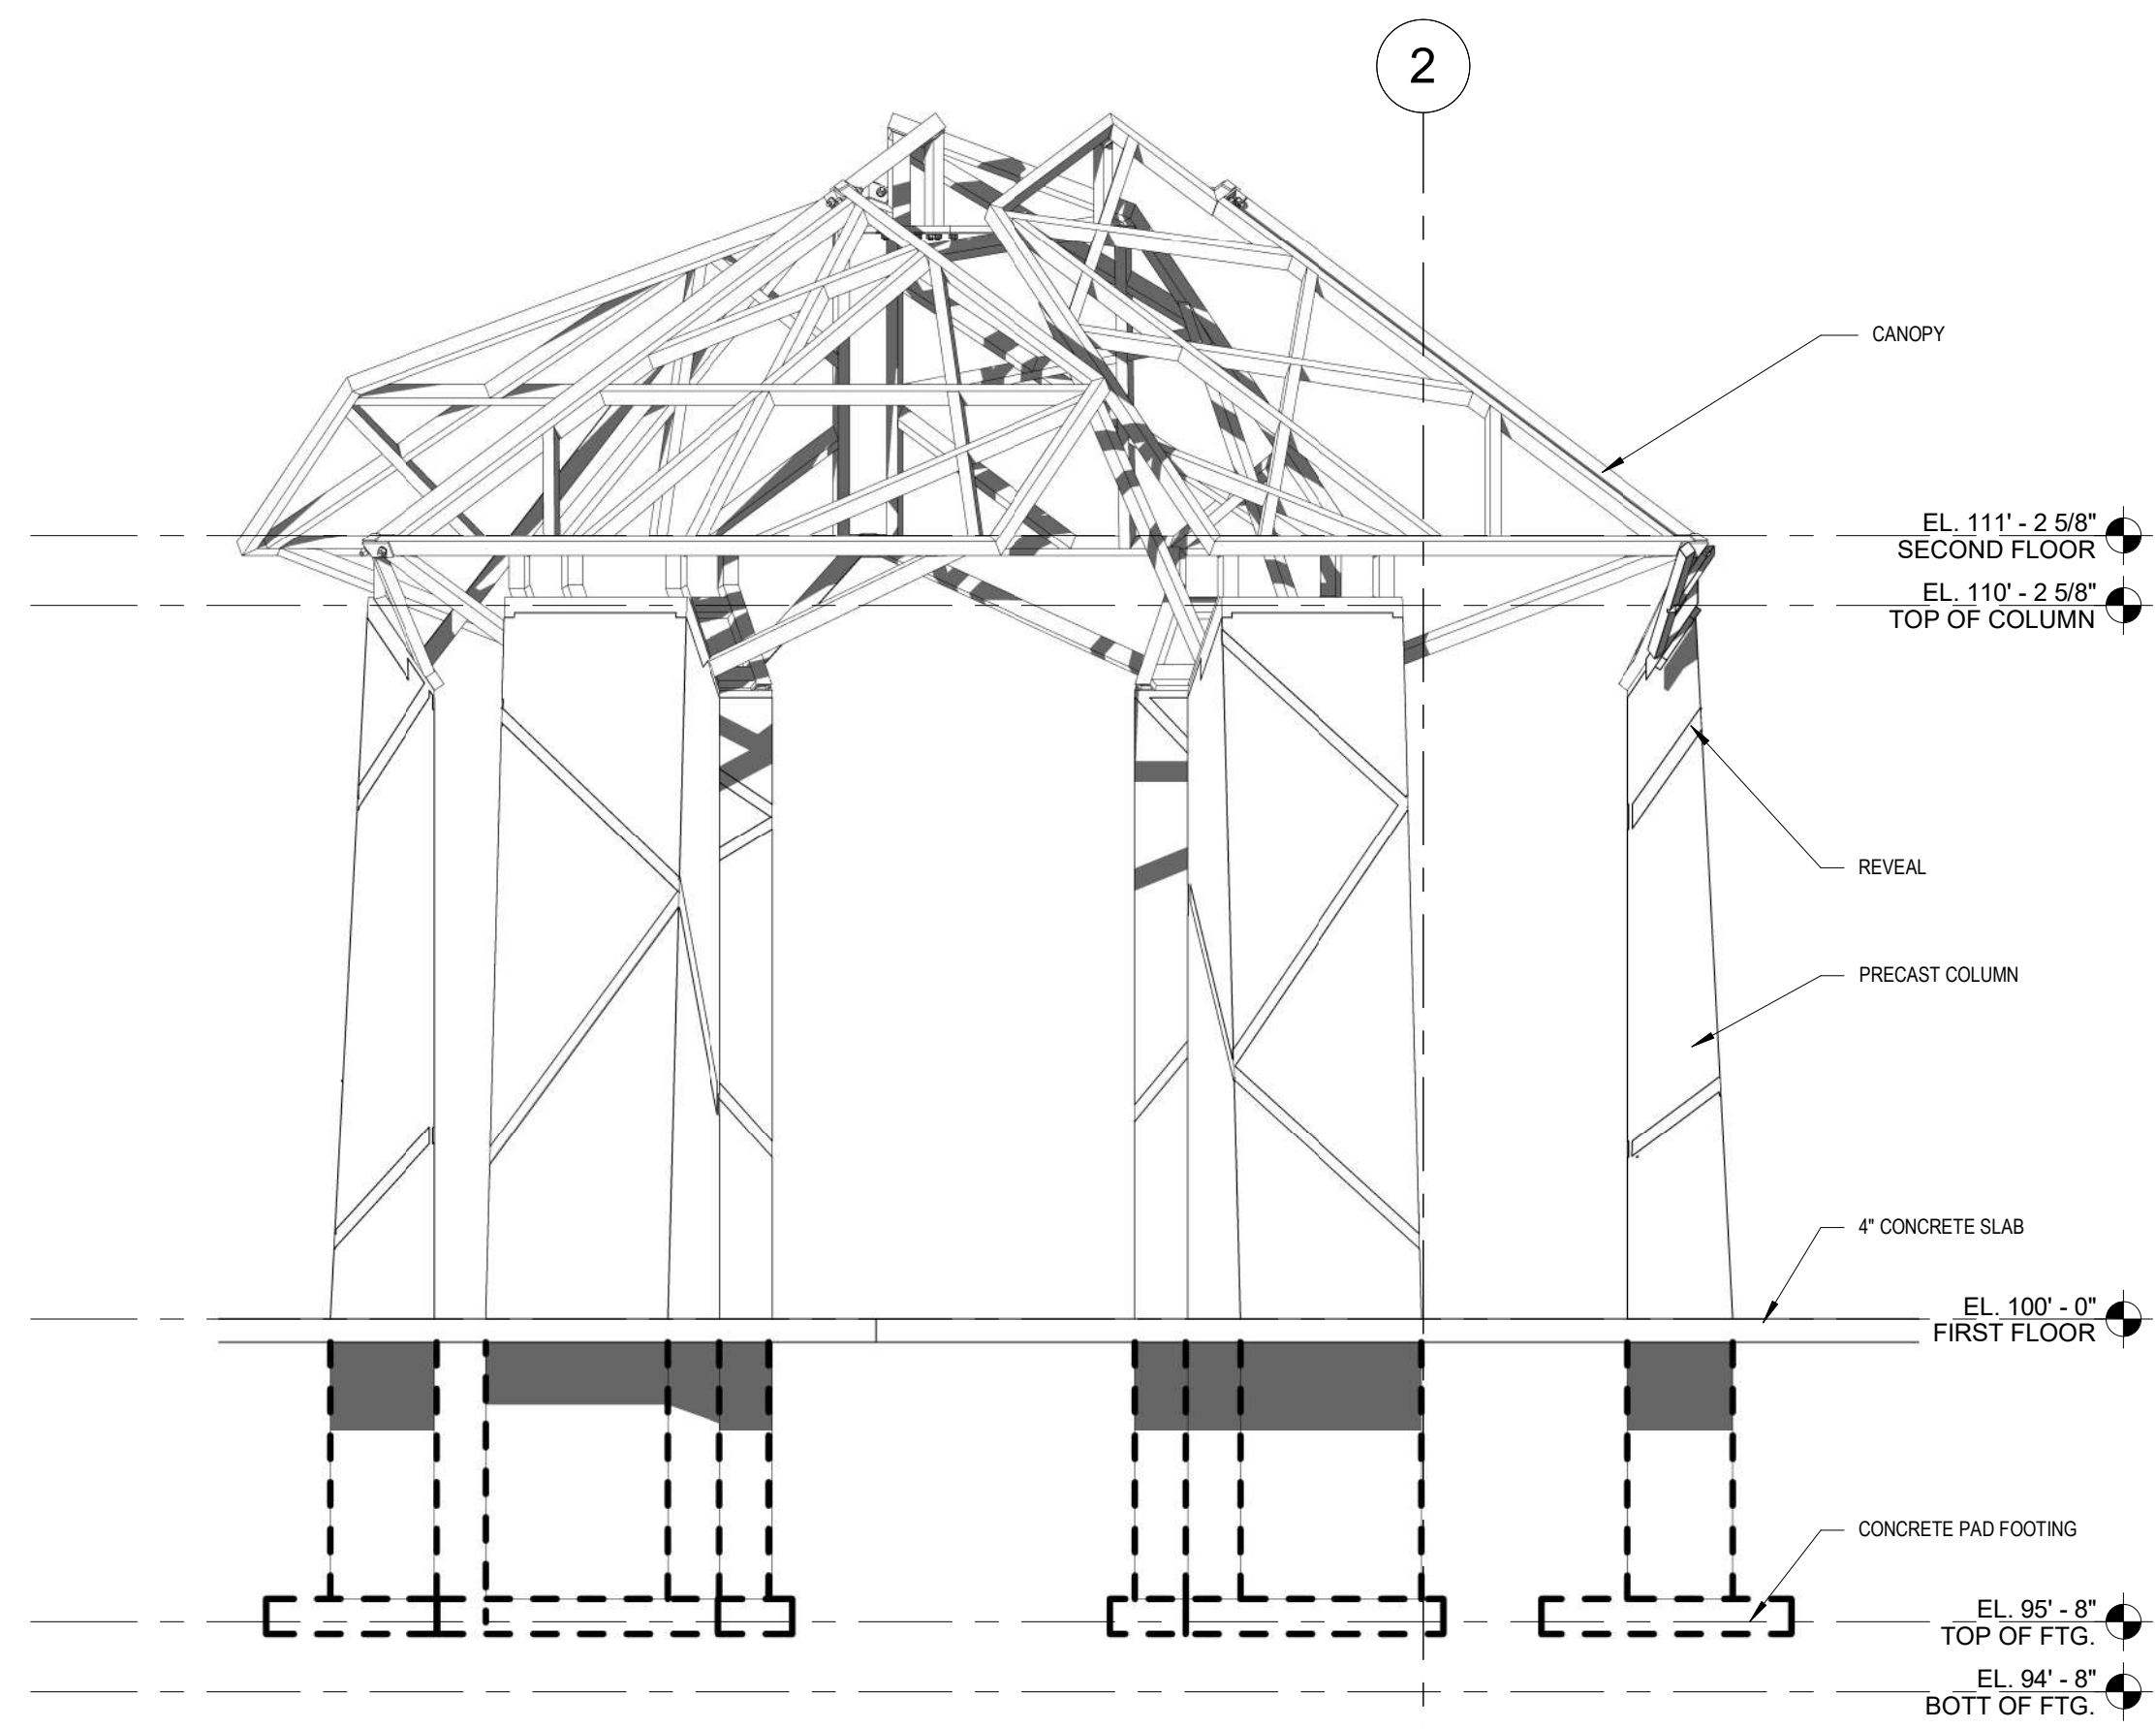 2
CANOPY
EL. 111' - 2 5/8"
SECOND FLOOR
EL. 110' - 2 5/8"
TOP OF COLUMN
REVEAL
PRECAST COLUMN
4" CONCRETE SLAB
EL. 100' - 0"
FIRST FLOOR
CONCRETE PAD FOOTING
EL. 95' - 8"
TOP OF FTG.
EL. 94' - 8"
BOTT OF FTG.